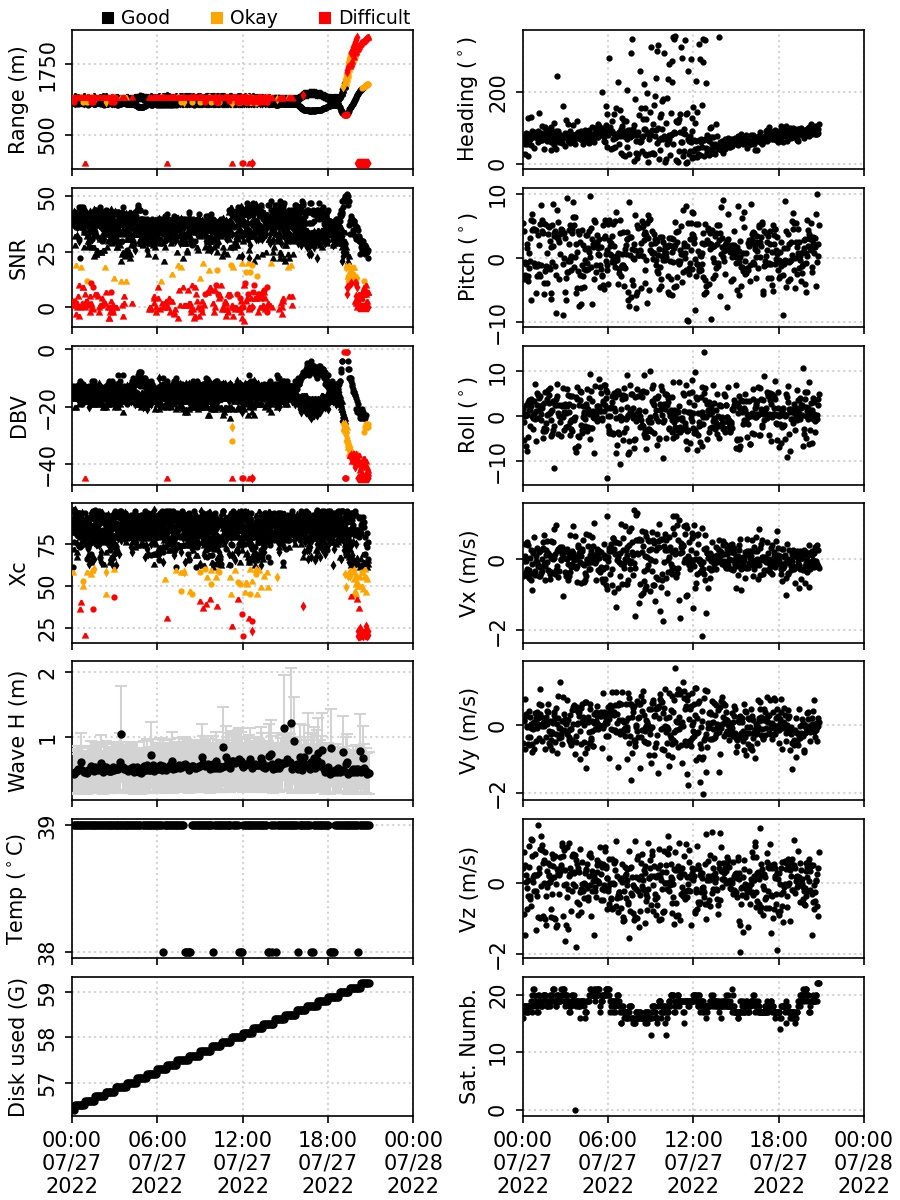 Good Okay Difficult
Range (m)
1750
500
Heading (°)
200
0
SNR
50
25
0
Pitch (°)
10
0
−10
DBV
0
−20
−40
Roll (°)
10
0
−10
Xc
75
50
25
Vx (m/s)
0
−2
Wave H (m)
2
1
Vy (m/s)
0
−2
Temp (°C)
39
38
Vz (m/s)
0
−2
Disk used (G)
59
58
57
Sat. Numb.
20
10
0
00:00 06:00 12:00 18:00 00:00
07/27 07/27 07/27 07/27 07/28
2022 2022 2022 2022 2022
00:00 06:00 12:00 18:00 00:00
07/27 07/27 07/27 07/27 07/28
2022 2022 2022 2022 2022